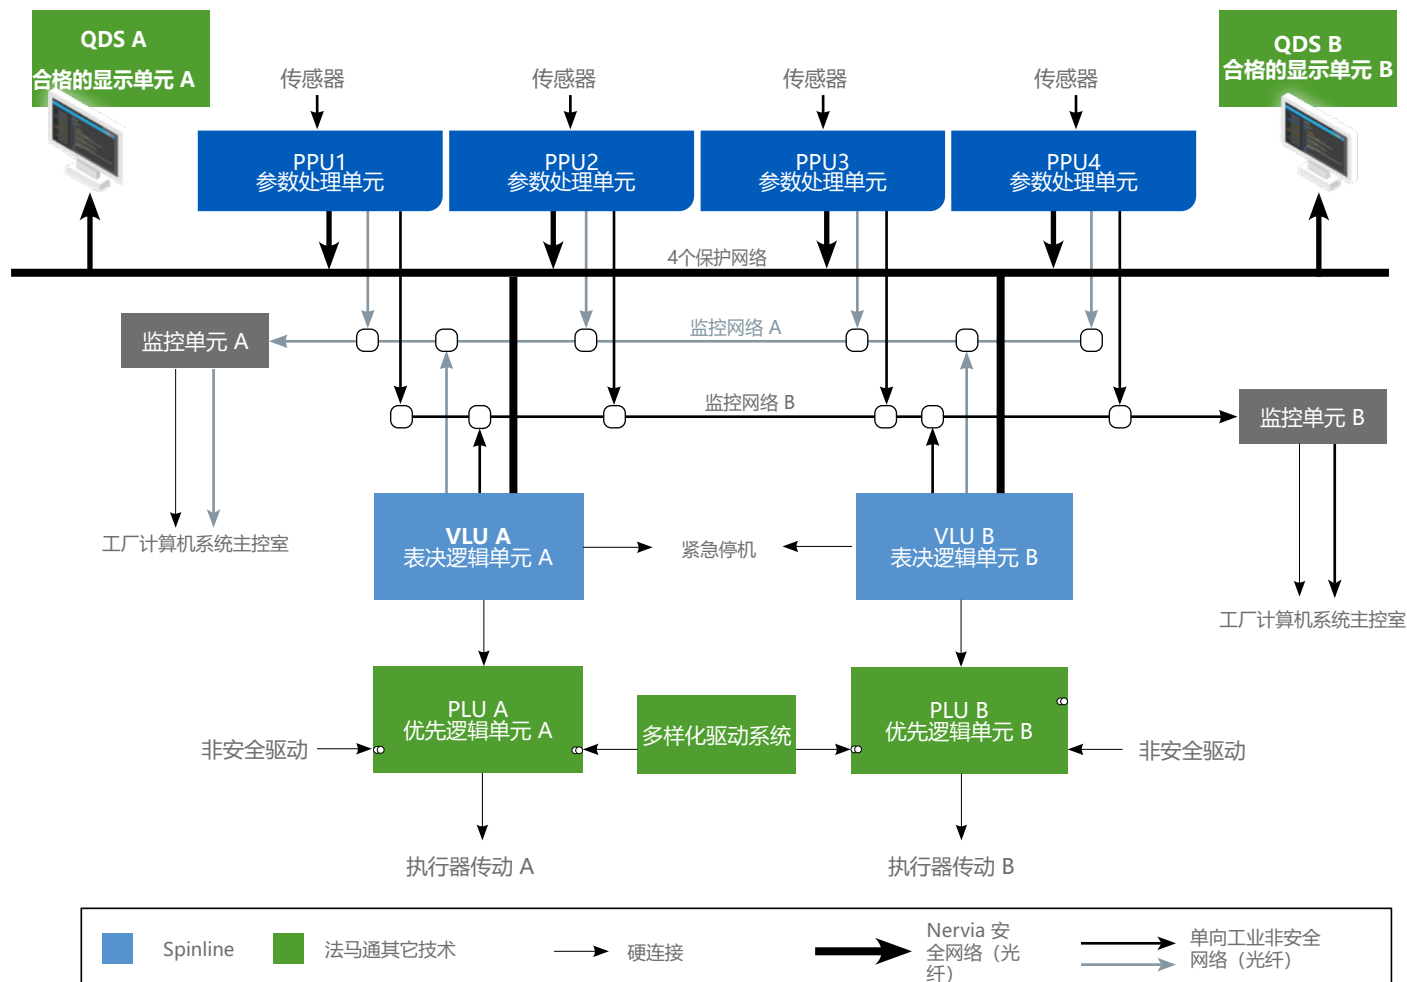 QDS A
合格的显示单元 A
QDS B
合格的显示单元 B
传感器
传感器
传感器
传感器
PPU1
参数处理单元
PPU2
参数处理单元
PPU3
参数处理单元
PPU4
参数处理单元
4个保护网络
监控单元 A
监控网络 A
监控网络 B
监控单元 B
工厂计算机系统主控室
VLU A
表决逻辑单元 A
紧急停机
VLU B
表决逻辑单元 B
工厂计算机系统主控室
PLU A
优先逻辑单元 A
多样化驱动系统
PLU B
优先逻辑单元 B
非安全驱动
非安全驱动
执行器传动 A
执行器传动 B
Spinline
法马通其它技术
硬连接
Nervia 安
全网络（光
纤）
单向工业非安全
网络（光纤）